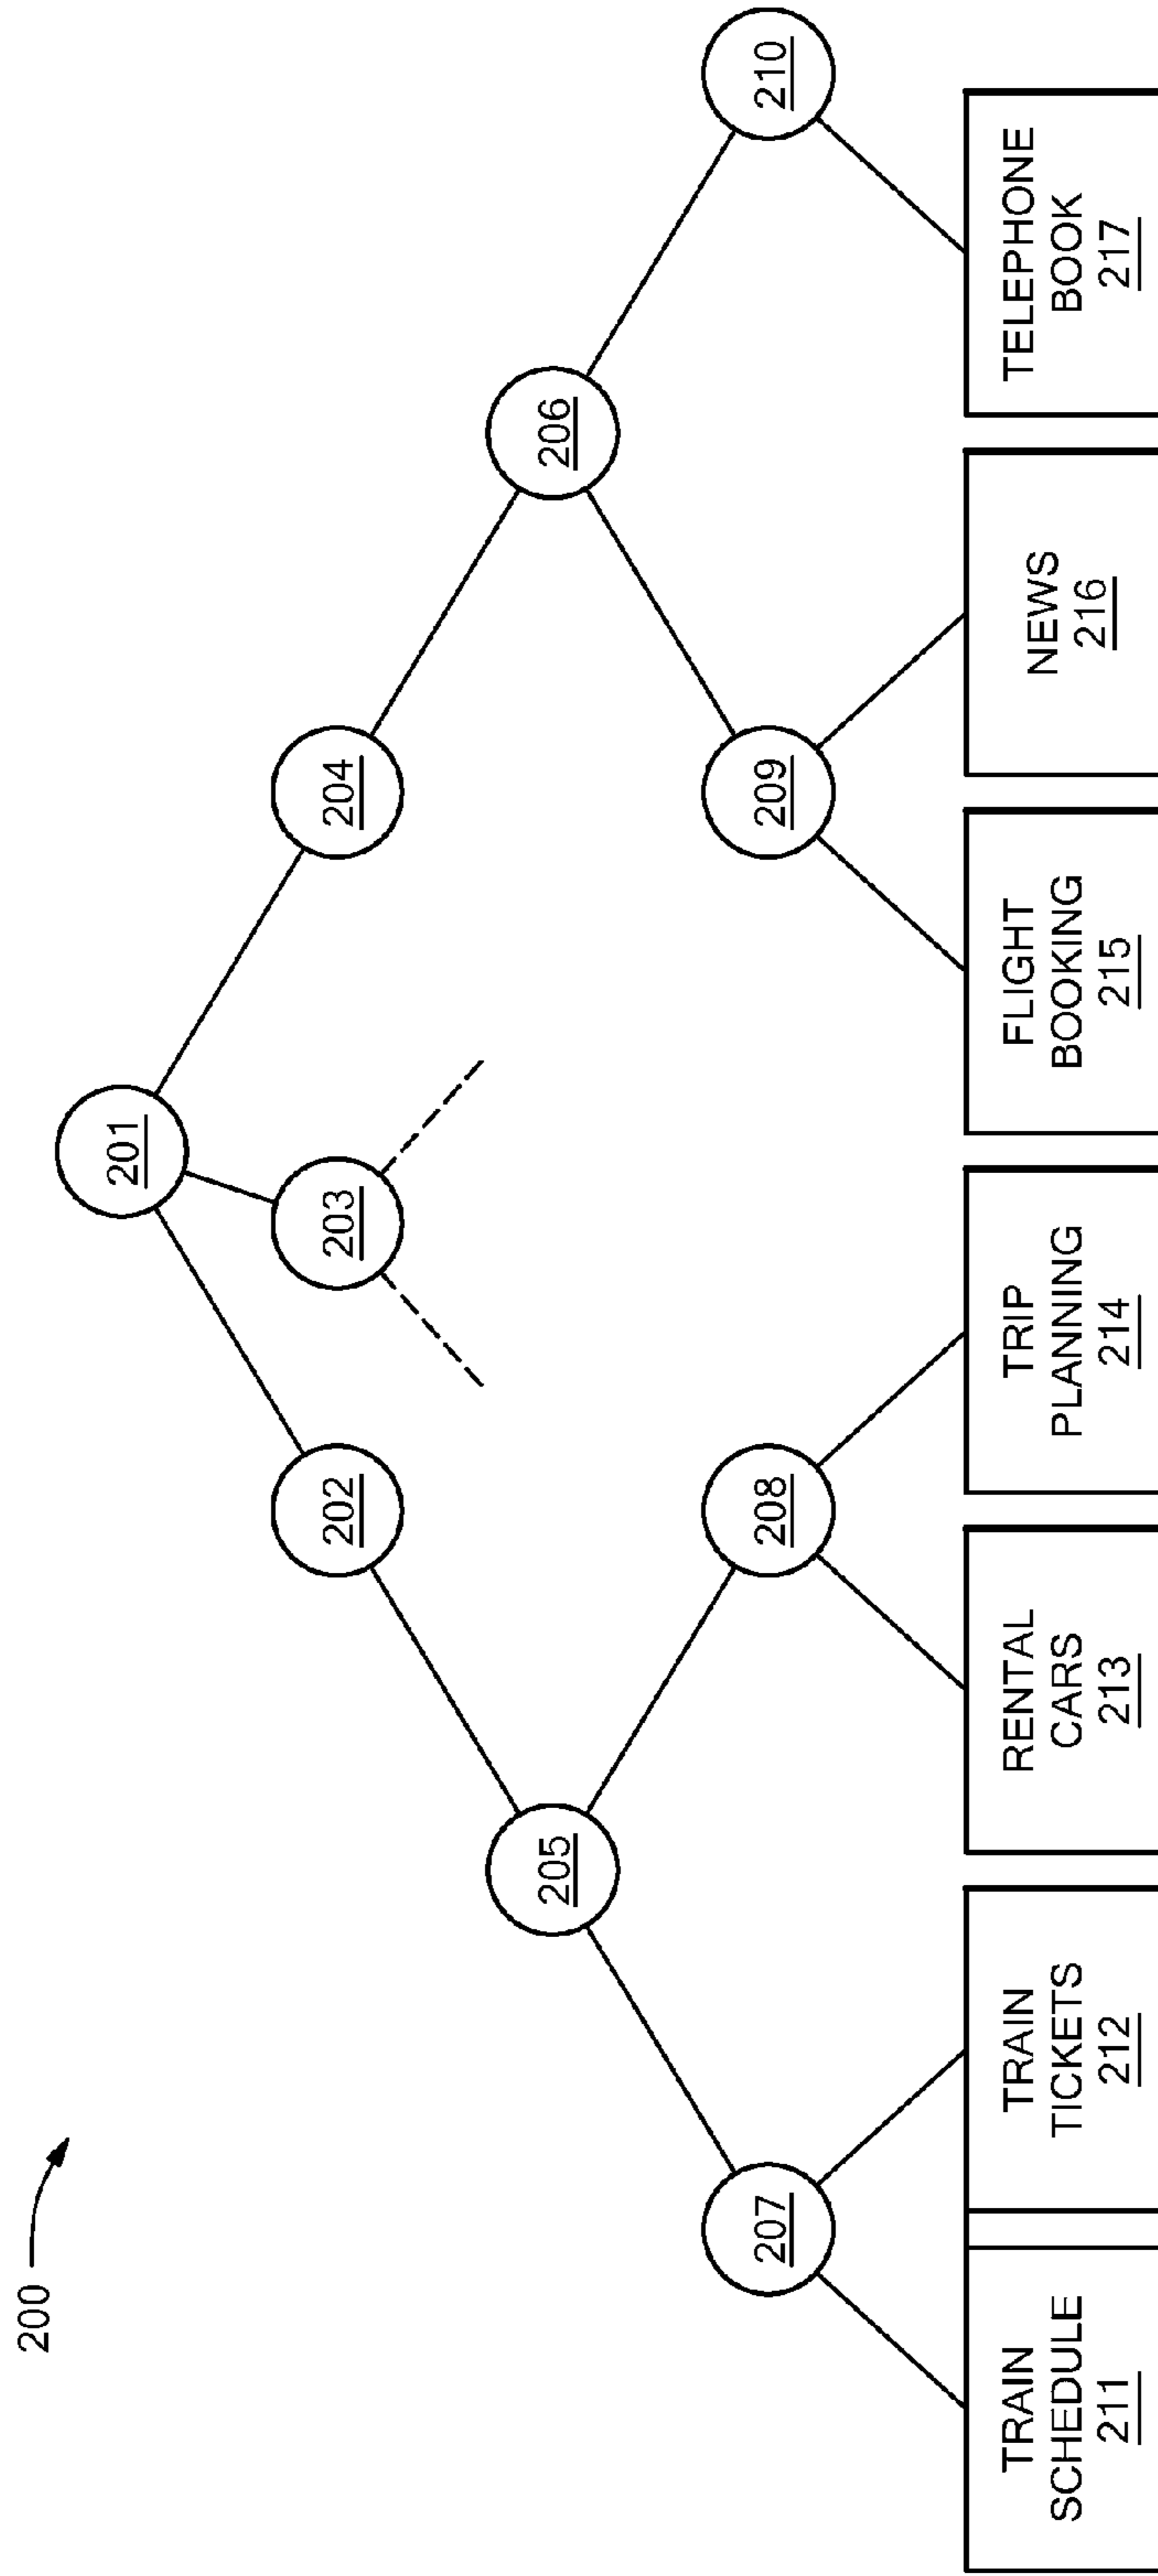 200
201
202
203
204
205
206
207
208
209
210
TRAIN
SCHEDULE
211
TRAIN
TICKETS
212
RENTAL
CARS
213
TRIP
PLANNING
214
FLIGHT
BOOKING
215
NEWS
216
TELEPHONE
BOOK
217